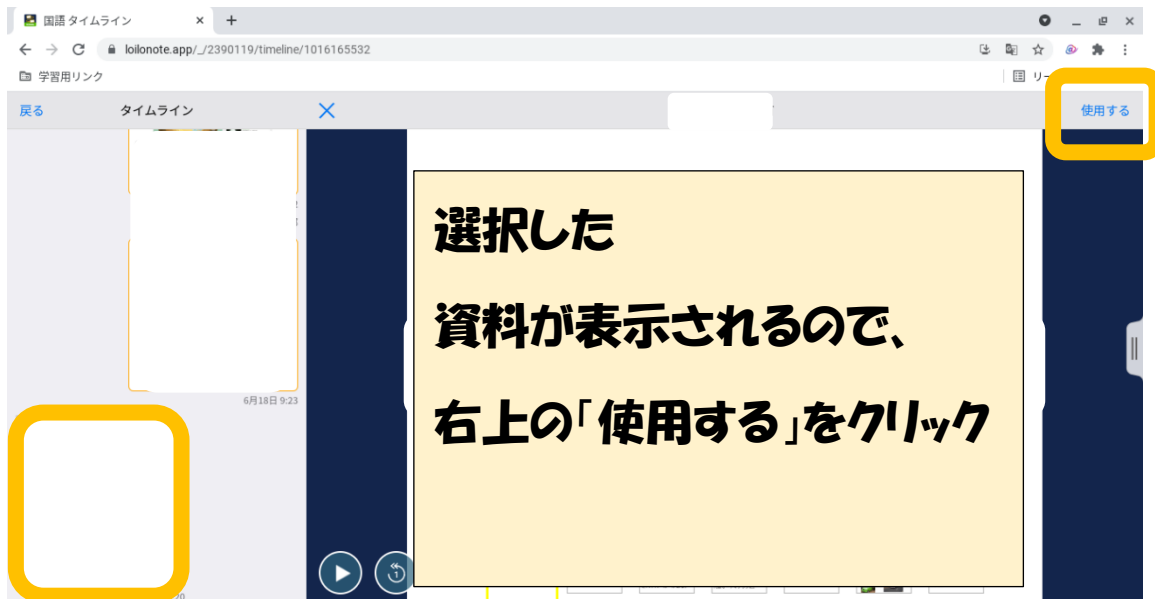 国語 タイムライン
loilonote.app/_/2390119/timeline/1016165532
学習用リンク
リー
戻る
タイムライン
使用する
選択した
資料が表示されるので、
右上の「使用する」をクリック
6月18日 9:23
1
20